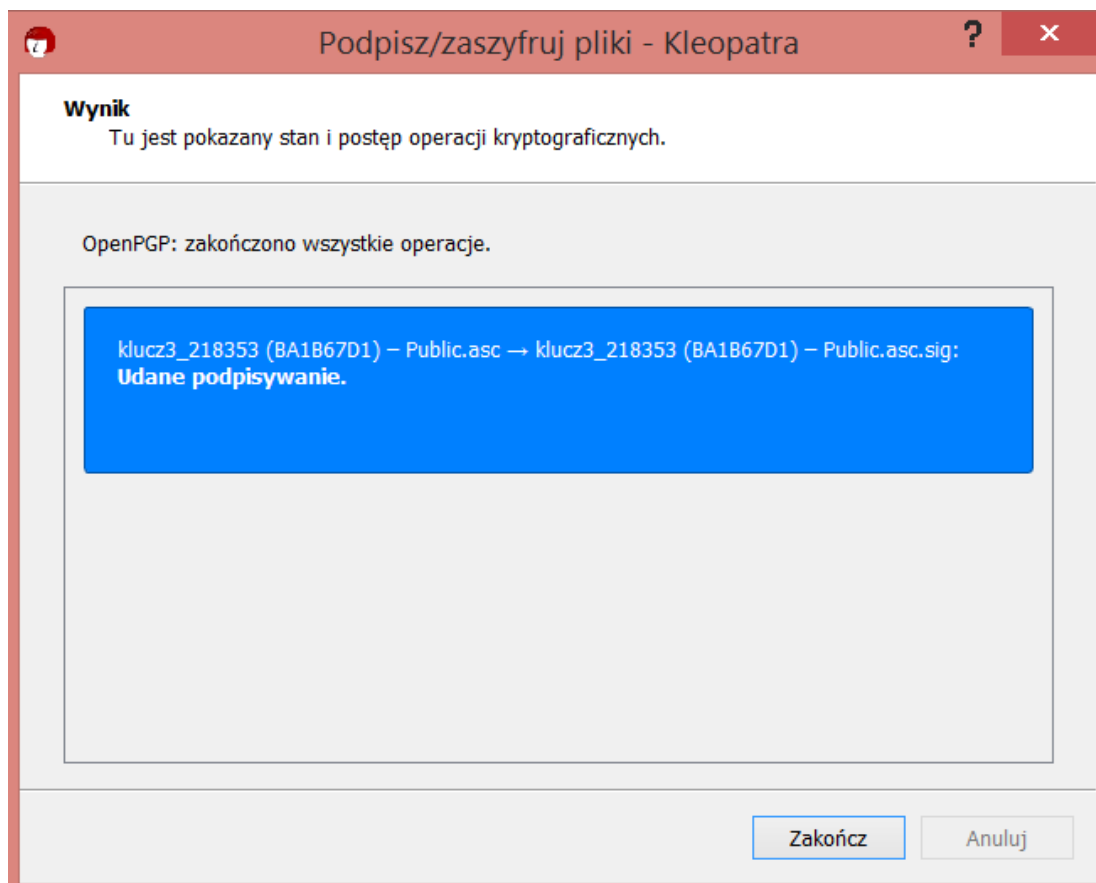 Podpisz/zaszyfruj pliki - Kleopatra
Wynik
Tu jest pokazany stan i postęp operacji kryptograficznych.
OpenPGP: zakończono wszystkie operacje.
klucz3_218353 (BA1B67D1) – Public.asc → klucz3_218353 (BA1B67D1) – Public.asc.sig:
Udane podpisywanie.
Zakończ
Anuluj